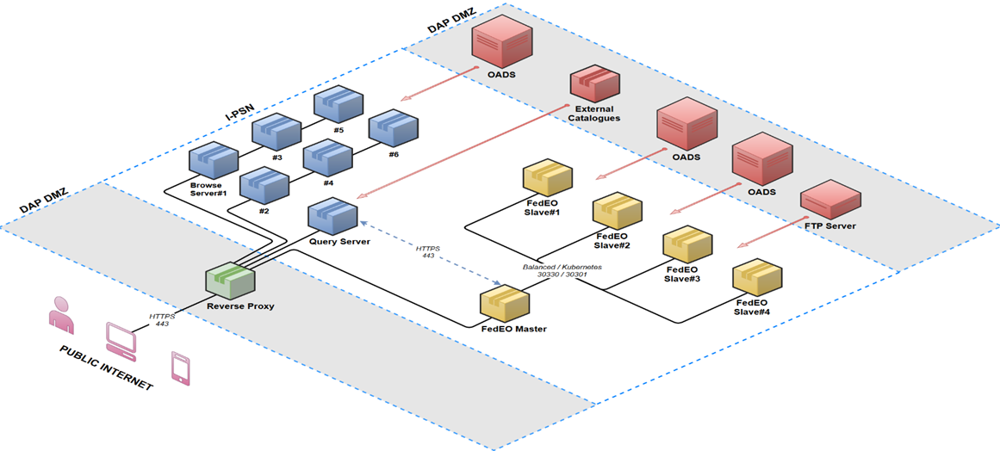 DAP DMZ
OADS
I-PSN
External
Catalogues
#5
#3
#6
#4
Browse
Server#1
#2
OADS
OADS
FTP Server
FedEO
Slave#1
FedEO
Slave#2
FedEO
Slave#3
FedEO
Slave#4
DAP DMZ
Query Server
HTTPS
443
Balanced / Kubernetes
30330 / 30301
Reverse Proxy
FedEO Master
HTTPS
443
PUBLIC INTERNET